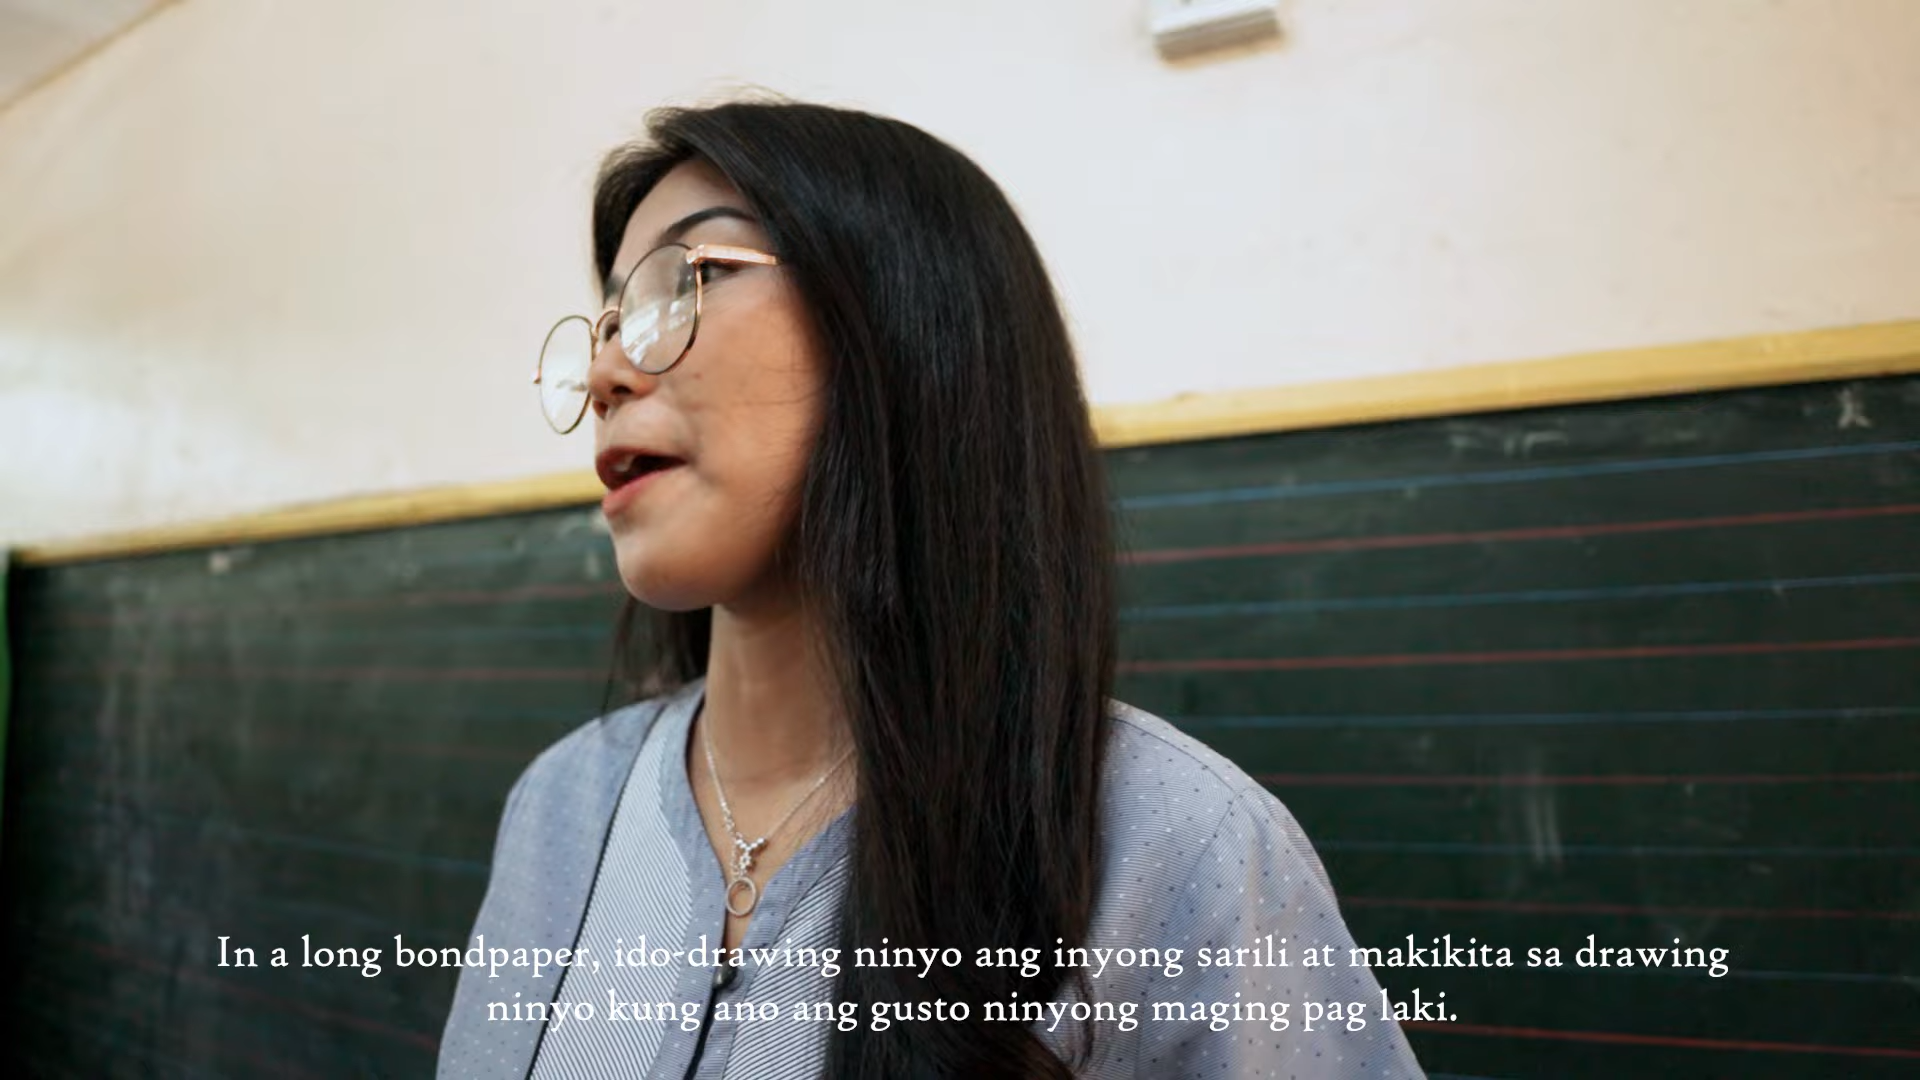 In a long bondpaper, ido-drawing ninyo ang inyong sarili at makikita sa drawing
ninyo kung ano ang gusto ninyong maging pag laki.